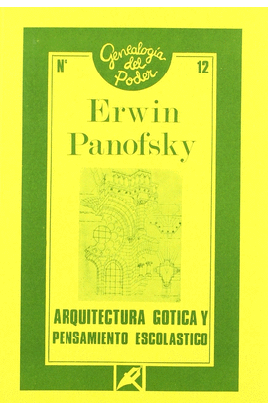 Genealogía
del
Poder
Nº 12
Erwin
Panofsky
ARQUITECTURA GOTICA Y
PENSAMIENTO ESCOLASTICO